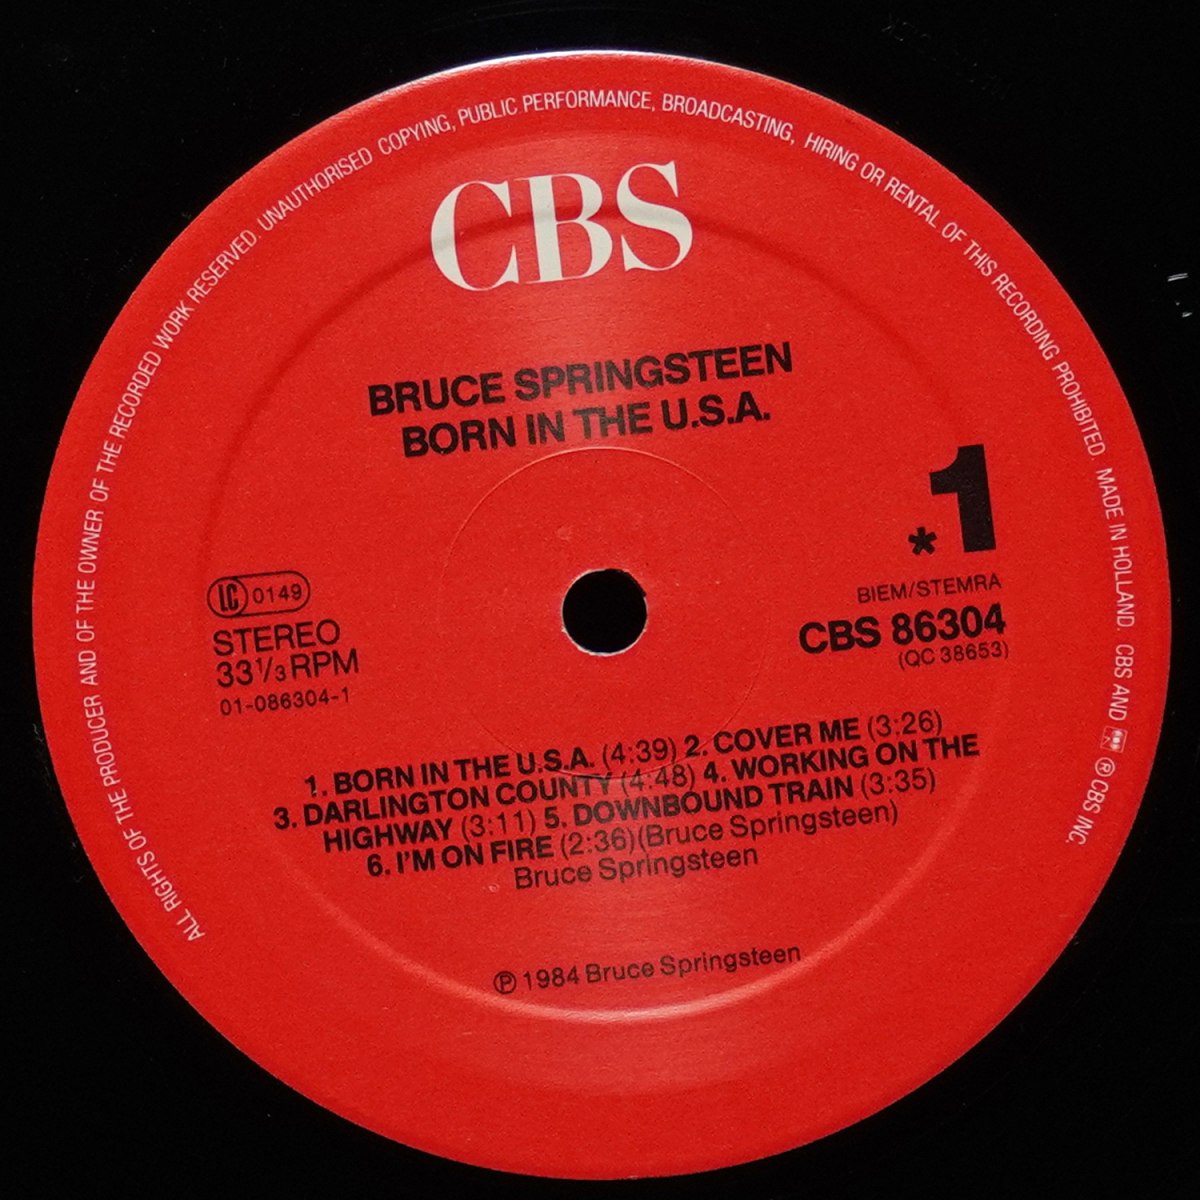 ALL RIGHTS OF THE PRODUCER AND OF THE OWNER OF THE RECORDED WORK RESERVED. UNAUTHORISED COPYING, PUBLIC PERFORMANCE, BROADCASTING, HIRING OR RENTAL OF THIS RECORDING PROHIBITED MADE IN HOLLAND. CBS AND ® CBS INC.
CBS
BRUCE SPRINGSTEEN
BORN IN THE U.S.A.
*1
LC 0149
STEREO
33⅓ RPM
01-086304-1
BIEM/STEMRA
CBS 86304
(QC 38653)
1. BORN IN THE U.S.A. (4:39) 2. COVER ME (3:26)
3. DARLINGTON COUNTY (4:48) 4. WORKING ON THE
HIGHWAY (3:11) 5. DOWNBOUND TRAIN (3:35)
6. I'M ON FIRE (2:36)(Bruce Springsteen)
Bruce Springsteen
℗ 1984 Bruce Springsteen